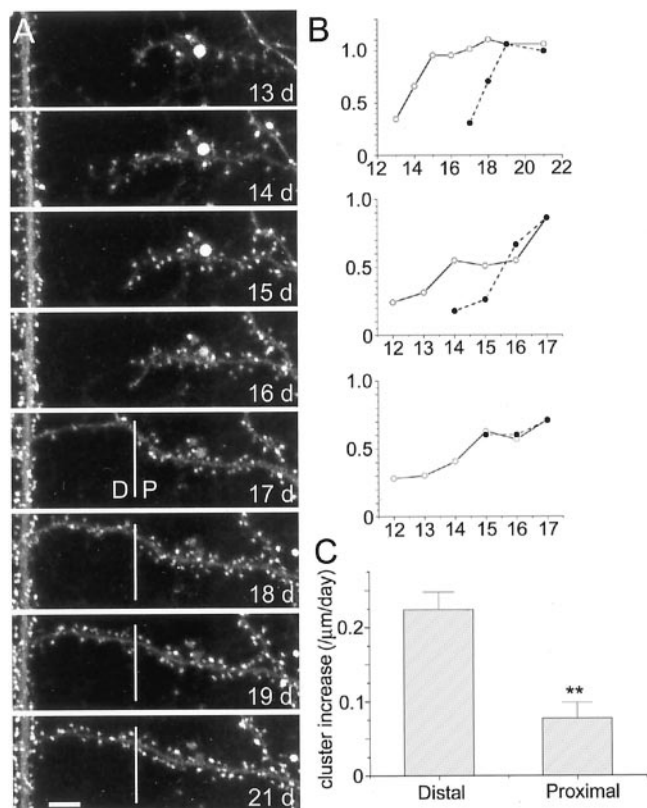 A
13 d
14 d
15 d
16 d
D P
17 d
18 d
19 d
21 d
B
1.0
0.5
0
12 14 16 18 20 22
1.0
0.5
0
12 13 14 15 16 17
1.0
0.5
0
12 13 14 15 16 17
C
cluster increase (/μm/day)
0.2
0.1
0
**
Distal Proximal